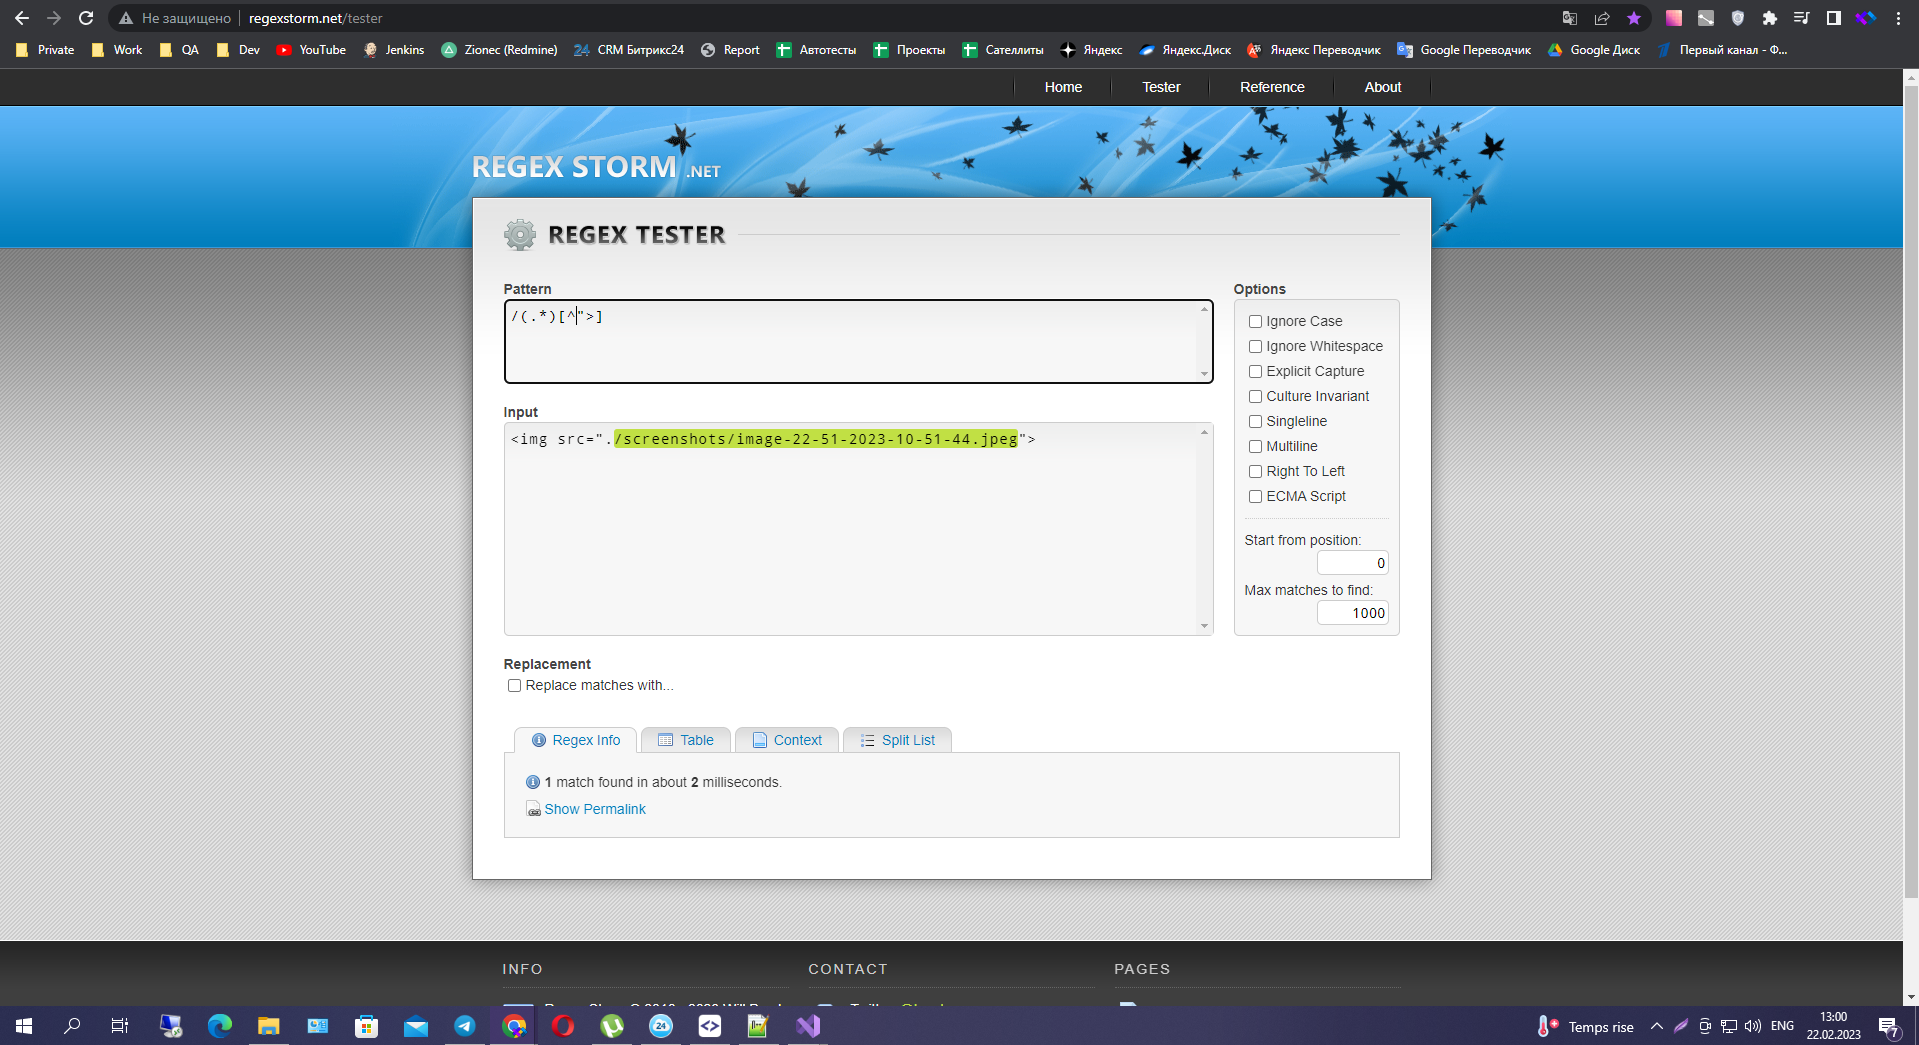 Не защищено regexstorm.net/tester
Private Work QA Dev YouTube Jenkins Zionec (Redmine) 24 CRM Битрикс24 Report Автотесты Проекты Сателлиты Яндекс Яндекс.Диск Яндекс Переводчик Google Переводчик Google Диск Первый канал - Ф...
Home Tester Reference About
REGEX STORM .NET
REGEX TESTER
Pattern
/(.*)[^">]
Input
<img src="./screenshots/image-22-51-2023-10-51-44.jpeg">
Options
Ignore Case
Ignore Whitespace
Explicit Capture
Culture Invariant
Singleline
Multiline
Right To Left
ECMA Script
Start from position:
0
Max matches to find:
1000
Replacement
Replace matches with...
Regex Info Table Context Split List
1 match found in about 2 milliseconds.
Show Permalink
INFO CONTACT PAGES
24 Temps rise ENG 13:00
22.02.2023 7